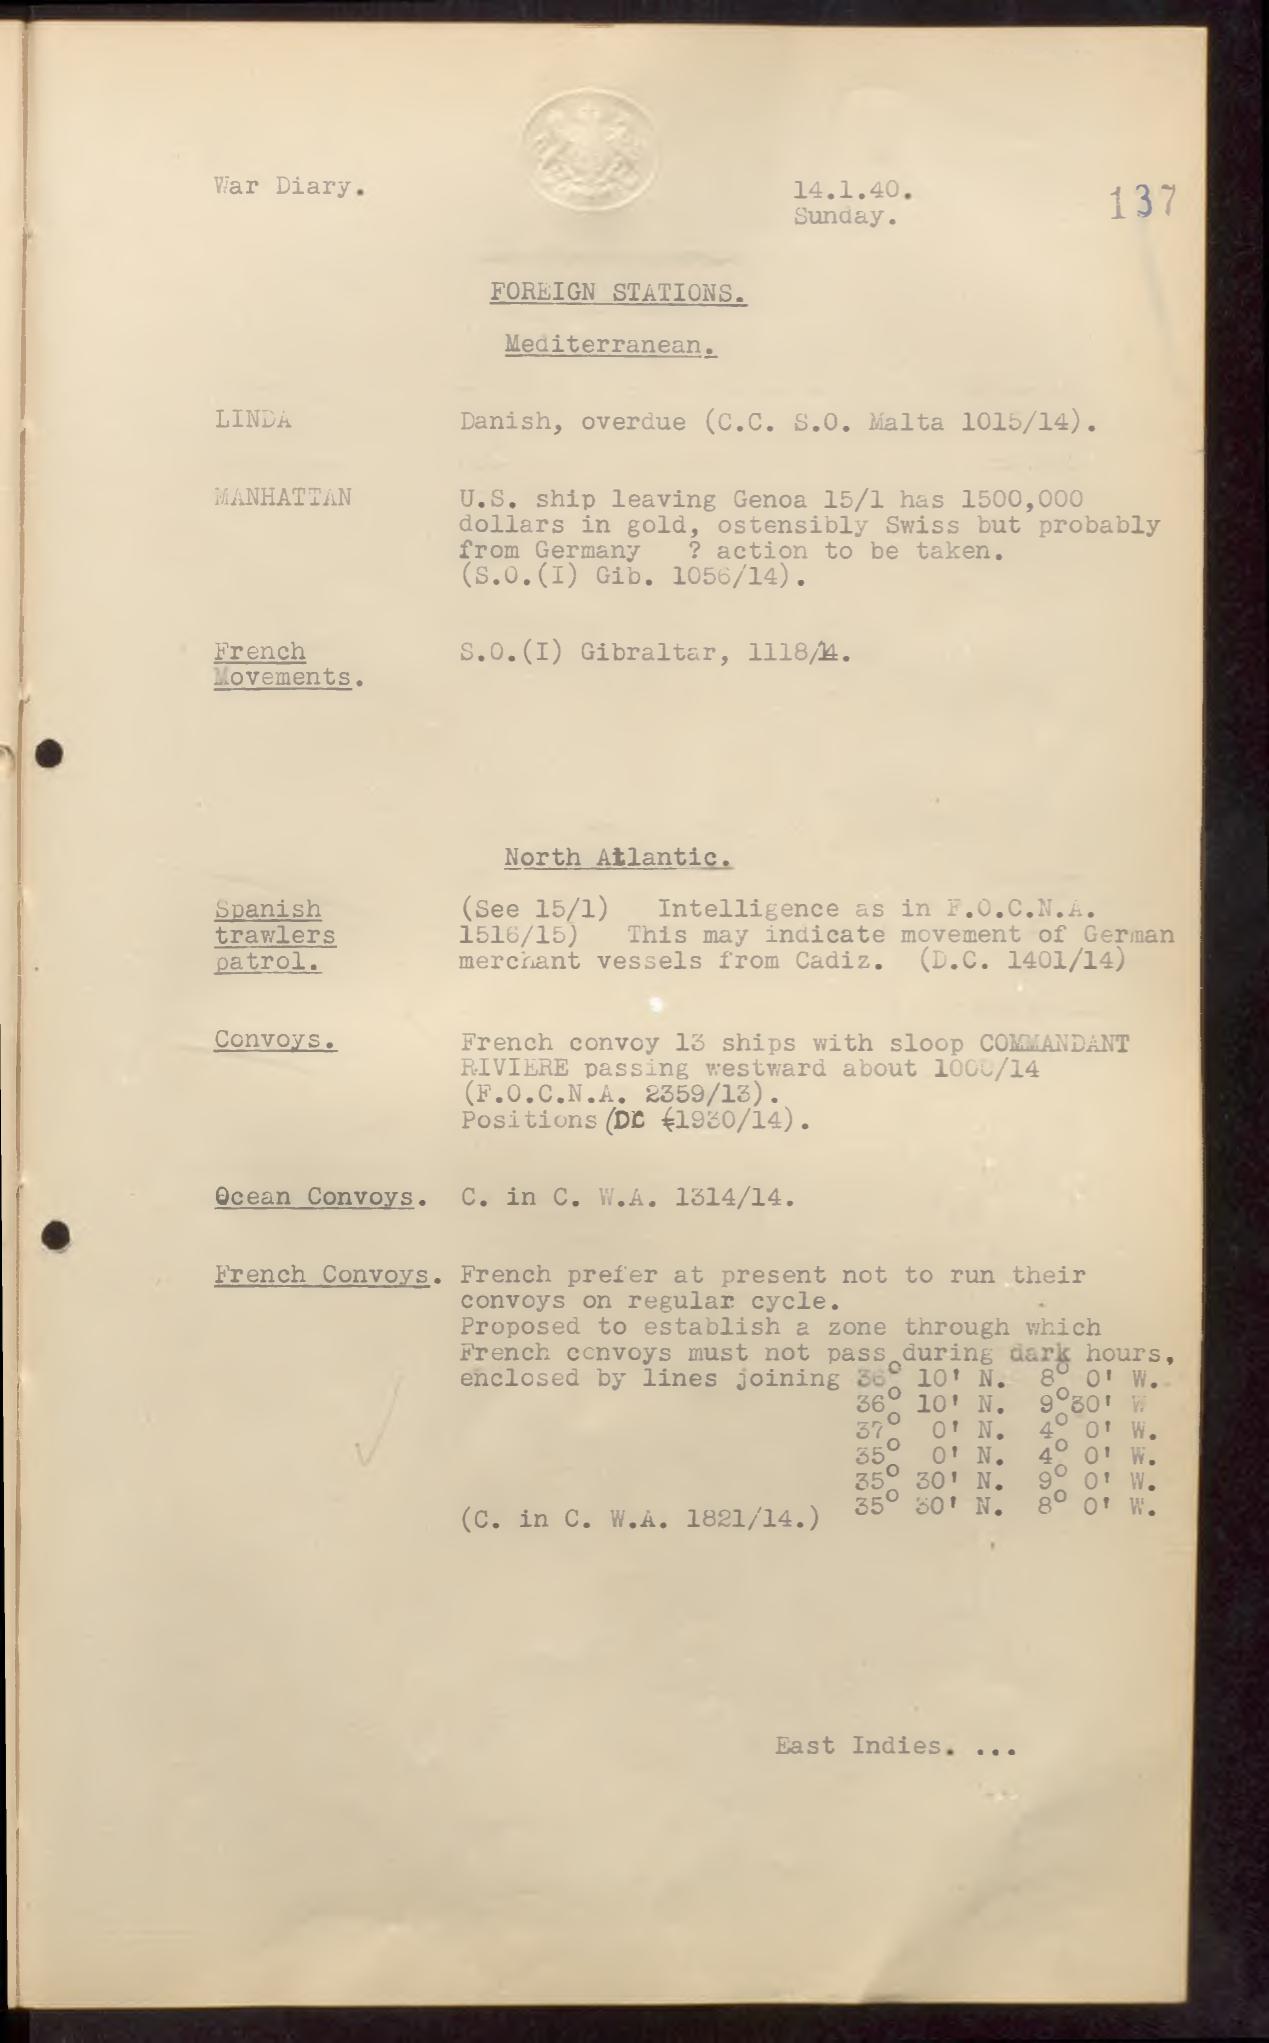 War Diary.
14.1.40.
Sunday.
137
FOREIGN STATIONS.
Mediterranean.
LINDA Danish, overdue (C.C. S.O. Malta 1015/14).
MANHATTAN U.S. ship leaving Genoa 15/1 has 1500,000
dollars in gold, ostensibly Swiss but probably
from Germany ? action to be taken.
(S.O.(I) Gib. 1056/14).
French S.O.(I) Gibraltar, 1118/14.
Movements.
North Atlantic.
Spanish (See 15/1) Intelligence as in F.O.C.N.A.
trawlers 1516/15) This may indicate movement of German
patrol. merchant vessels from Cadiz. (D.C. 1401/14)
Convoys. French convoy 13 ships with sloop COMMANDANT
RIVIERE passing westward about 1000/14
(F.O.C.N.A. 2359/13).
Positions (DC (1930/14).
Ocean Convoys. C. in C. W.A. 1314/14.
French Convoys. French prefer at present not to run their
convoys on regular cycle.
Proposed to establish a zone through which
French convoys must not pass during dark hours,
enclosed by lines joining 36° 10' N. 8° 0' W.
36° 10' N. 9°30' W
37° 0' N. 4° 0' W.
35° 0' N. 4° 0' W.
35° 30' N. 9° 0' W.
35° 30' N. 8° 0' W.
(C. in C. W.A. 1821/14.)
East Indies. ...